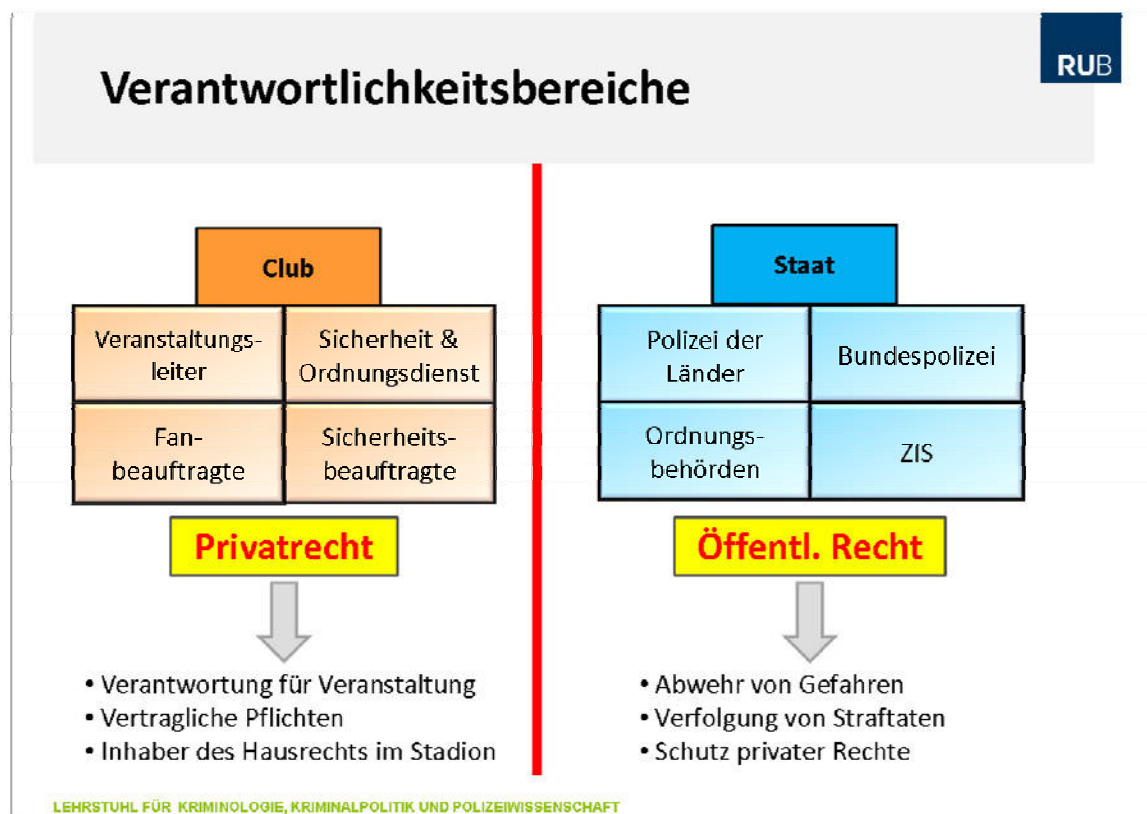 Verantwortlichkeitsbereiche
RUB
Club
Veranstaltungs-
leiter
Sicherheit &
Ordnungsdienst
Fan-
beauftragte
Sicherheits-
beauftragte
Privatrecht
• Verantwortung für Veranstaltung
• Vertragliche Pflichten
• Inhaber des Hausrechts im Stadion
Staat
Polizei der
Länder
Bundespolizei
Ordnungs-
behörden
ZIS
Öffentl. Recht
• Abwehr von Gefahren
• Verfolgung von Straftaten
• Schutz privater Rechte
LEHRSTUHL FÜR KRIMINOLOGIE, KRIMINALPOLITIK UND POLIZEIWISSENSCHAFT